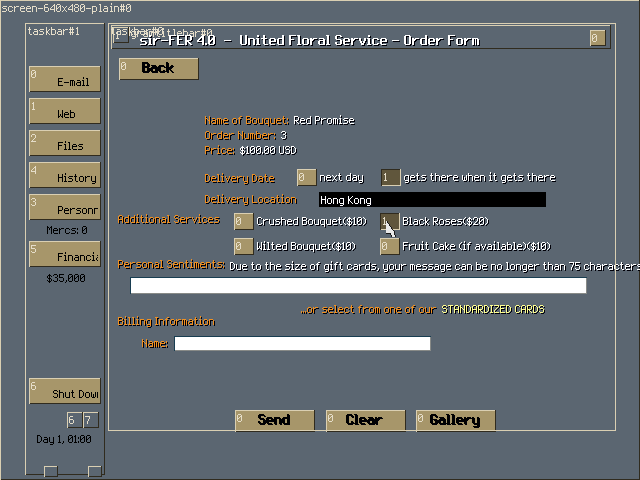 screen-640x480-plain#0
taskbar#1
sir-FER 4.0 - United Floral Service - Order Form
0
0 Back
0 E-mail
1 Web
2 Files
4 History
3 Personn
Mercs: 0
5 Financia
$35,000
6 Shut Dow
6 7
Day 1, 01:00
Name of Bouquet: Red Promise
Order Number: 3
Price: $100.00 USD
Delivery Date 0 next day 1 gets there when it gets there
Delivery Location Hong Kong
Additional Services 0 Crushed Bouquet($10) 1 Black Roses($20)
0 Wilted Bouquet($10) 0 Fruit Cake (if available)($10)
Personal Sentiments: Due to the size of gift cards, your message can be no longer than 75 characters
...or select from one of our STANDARDIZED CARDS
Billing Information
Name:
0 Send 0 Clear 0 Gallery